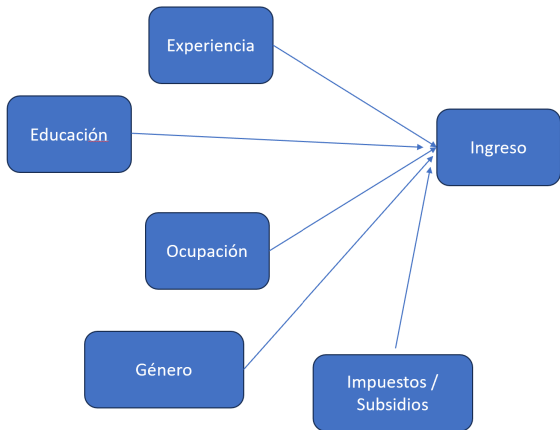 Experiencia
Educación
Ingreso
Ocupación
Género
Impuestos /
Subsidios